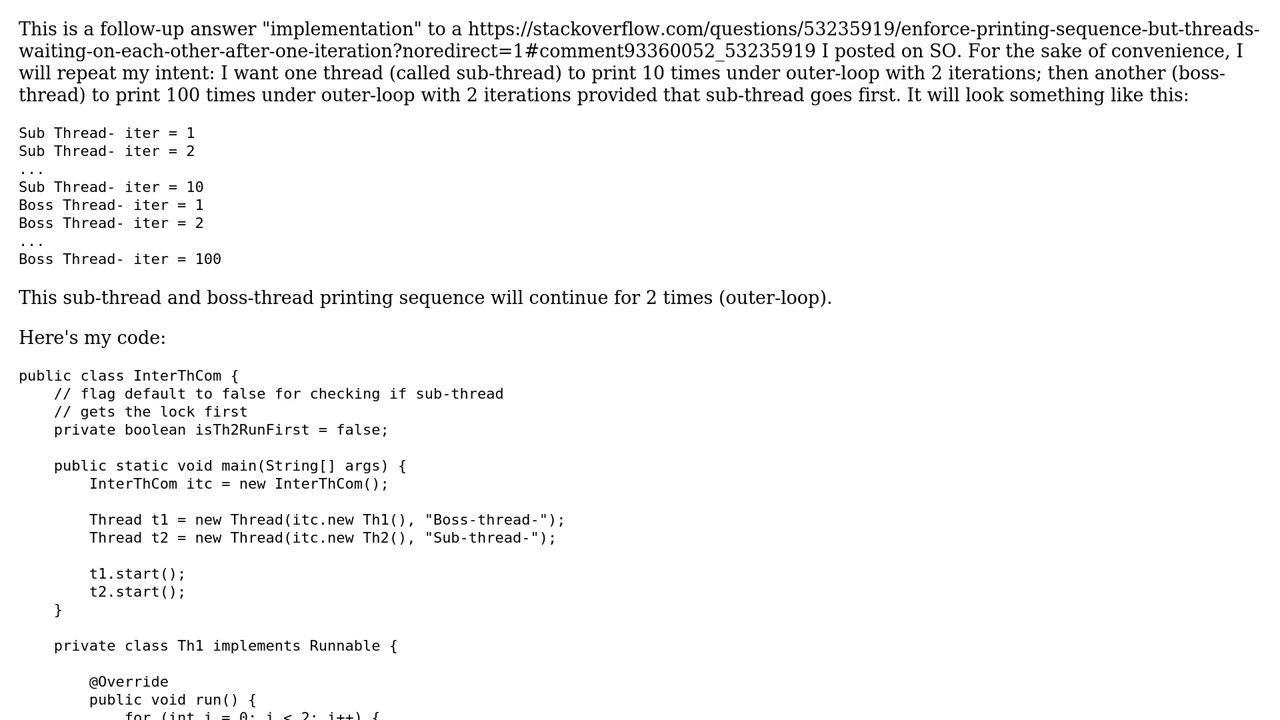 This is a follow-up answer "implementation" to a https://stackoverflow.com/questions/53235919/enforce-printing-sequence-but-threads-
waiting-on-each-other-after-one-iteration?noredirect=1#comment93360052_53235919 I posted on SO. For the sake of convenience, I
will repeat my intent: I want one thread (called sub-thread) to print 10 times under outer-loop with 2 iterations; then another (boss-
thread) to print 100 times under outer-loop with 2 iterations provided that sub-thread goes first. It will look something like this:
Sub Thread- iter = 1
Sub Thread- iter = 2
...
Sub Thread- iter = 10
Boss Thread- iter = 1
Boss Thread- iter = 2
...
Boss Thread- iter = 100
This sub-thread and boss-thread printing sequence will continue for 2 times (outer-loop).
Here's my code:
public class InterThCom {
    // flag default to false for checking if sub-thread
    // gets the lock first
    private boolean isTh2RunFirst = false;
    public static void main(String[] args) {
        InterThCom itc = new InterThCom();
        Thread t1 = new Thread(itc.new Th1(), "Boss-thread-");
        Thread t2 = new Thread(itc.new Th2(), "Sub-thread-");
        t1.start();
        t2.start();
    }
    private class Th1 implements Runnable {
        @Override
        public void run() {
            for (int i = 0; i < 2; i++) {